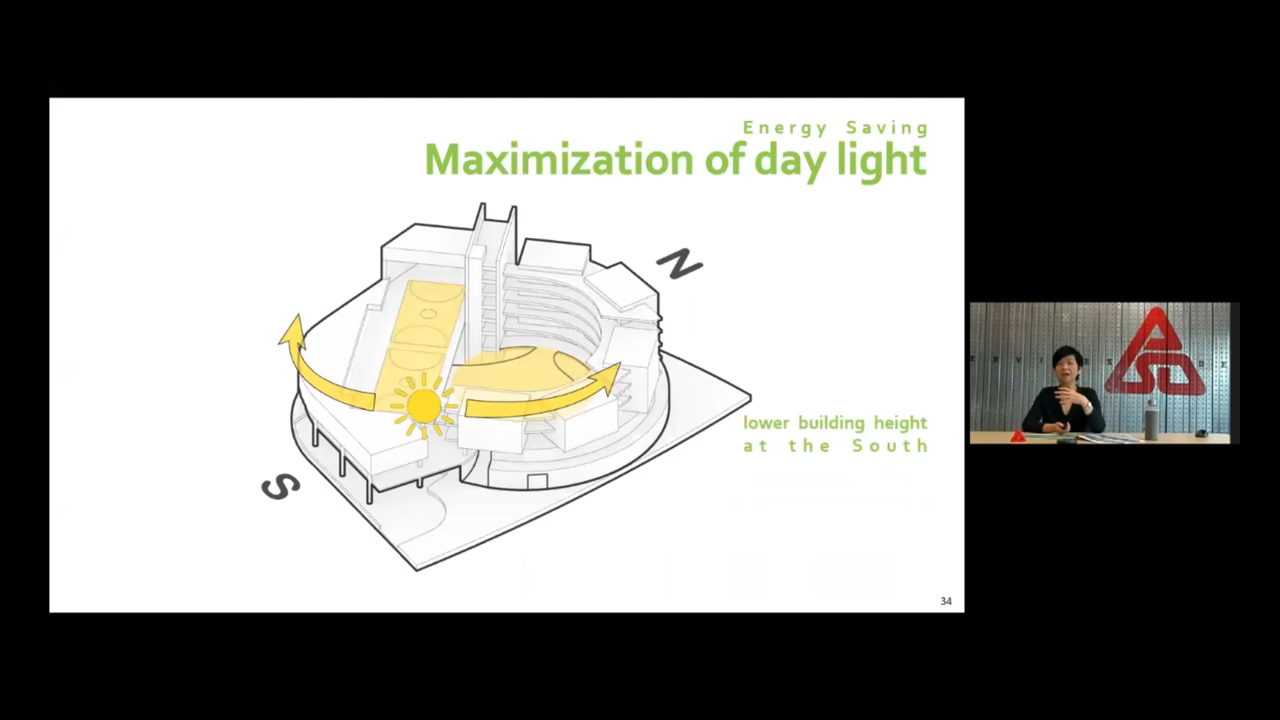 Energy Saving
Maximization of day light
N
lower building height
at the South
S
34